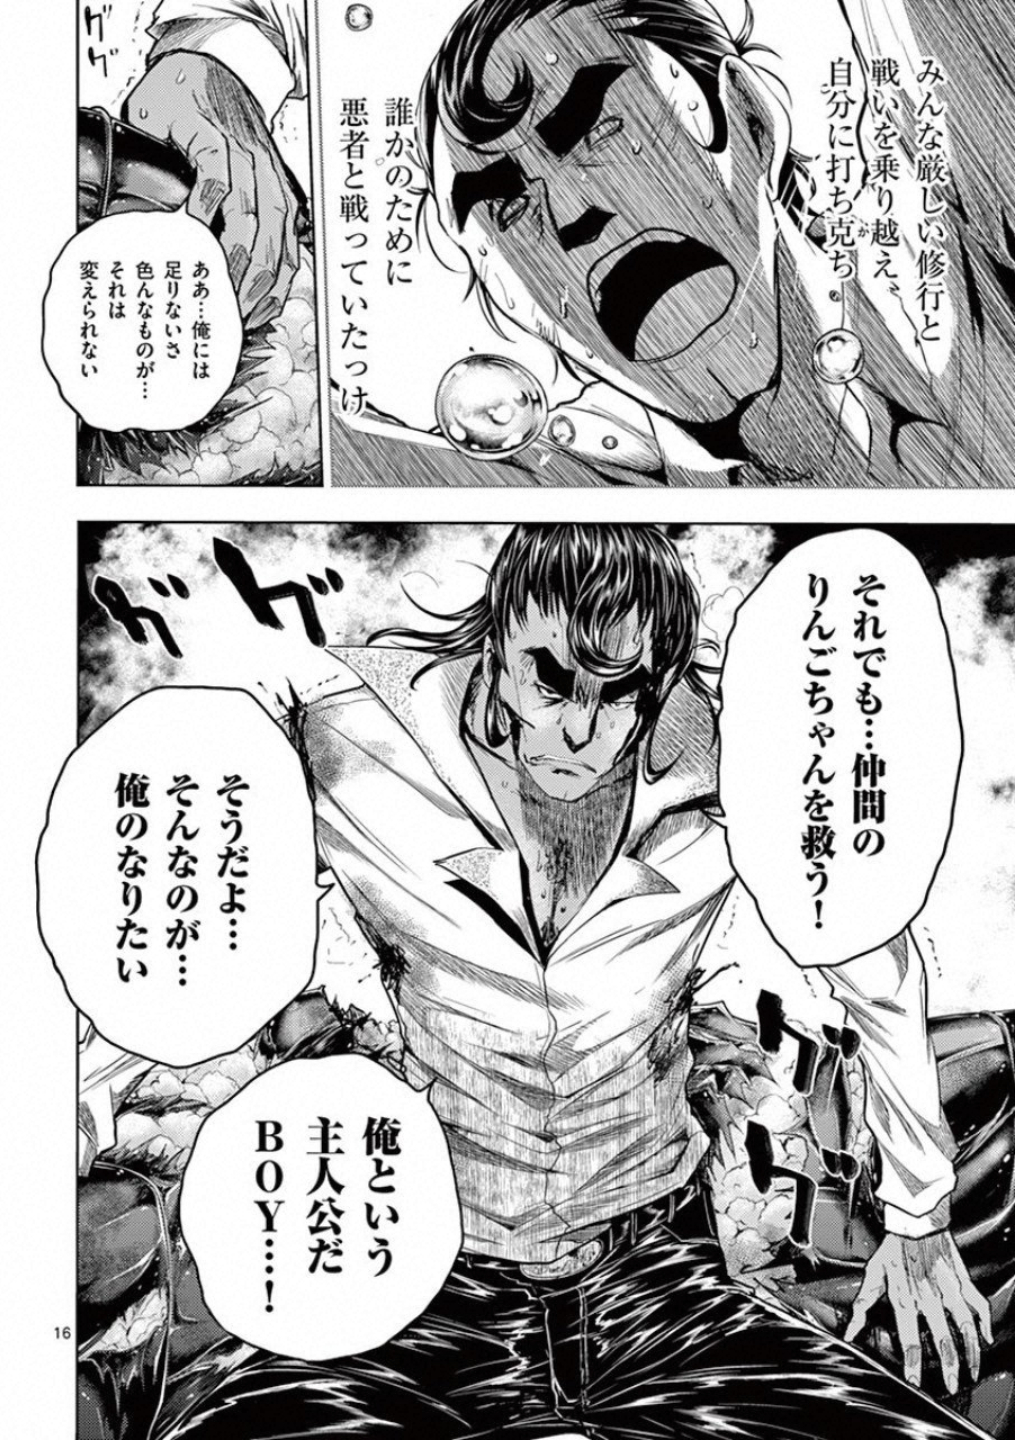 みんな厳しい修行と
戦いを乗り越え
自分に打ち克ち
か
誰かのために
悪者と戦っていたっけ
グ
グ
ああ…俺には
足りないさ
色んなものが…
それは
変えられない
それでも…仲間の
りんごちゃんを救う!
グ
グ
そうだよ…
そんなのが…
俺のなりたい
グ
グ
俺という
主人公だ
BOY……!
16